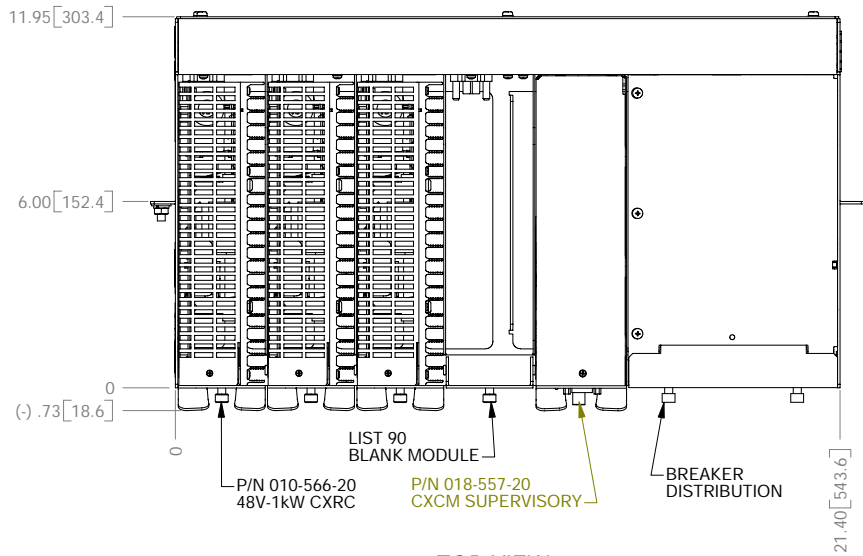 11.95[303.4]
6.00[152.4]
0
(-) .73[18.6]
0
LIST 90
BLANK MODULE
P/N 010-566-20
48V-1kW CXRC
P/N 018-557-20
CXCM SUPERVISORY
BREAKER
DISTRIBUTION
21.40[543.6]